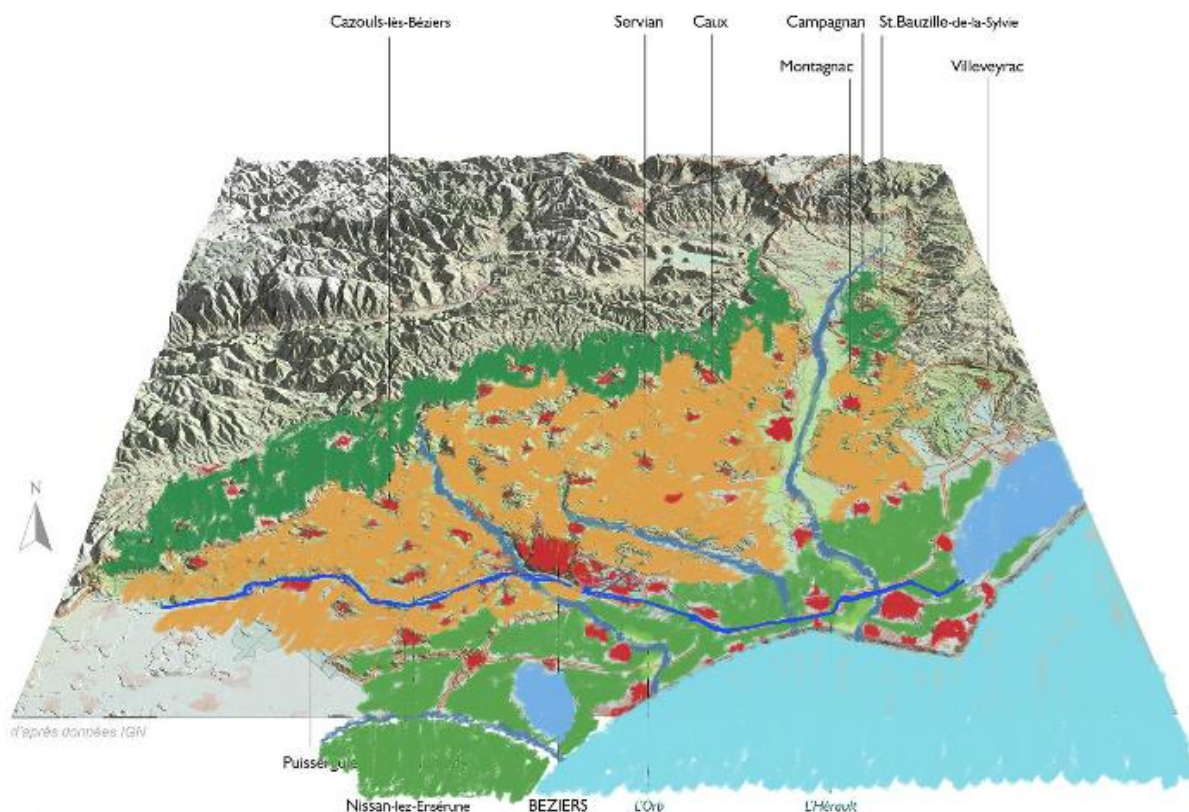 Cazouls-lès-Béziers Servian Caux Campagnan St.Bauzille-de-la-Sylvie
Montagnac Villeveyrac
N
d'après données IGN
Nissan-lez-Ensérune BEZIERS L'Orb L'Hérault